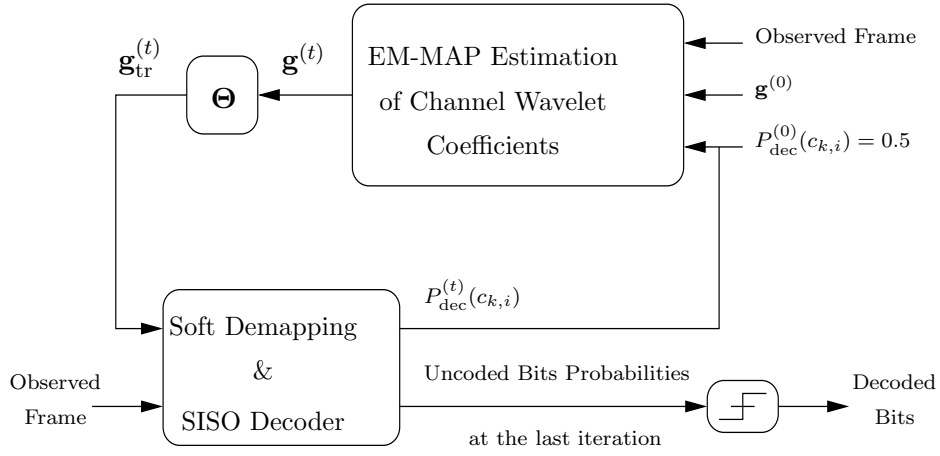 𝐠_tr^(t)
𝚯
𝐠^(t)
EM-MAP Estimation
of Channel Wavelet
Coefficients
Observed Frame
𝐠^(0)
P_dec^(0)(c_k,i) = 0.5
P_dec^(t)(c_k,i)
Soft Demapping
&
SISO Decoder
Observed
Frame
Uncoded Bits Probabilities
at the last iteration
Decoded
Bits